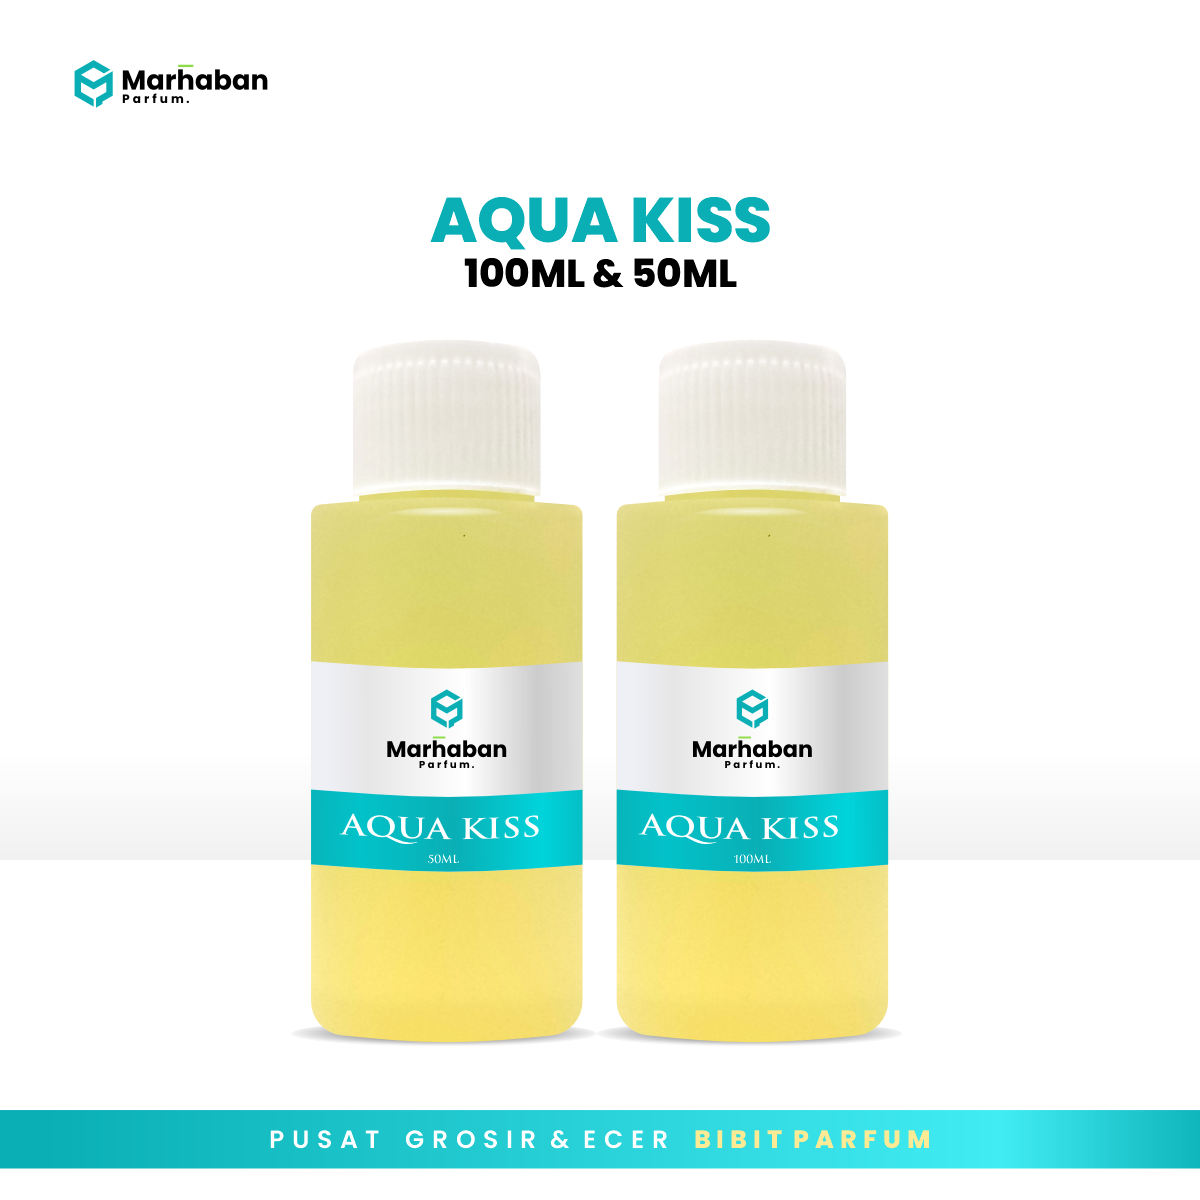 Marhaban
Parfum.
AQUA KISS
100ML & 50ML
Marhaban
Parfum.
AQUA KISS
50ML
Marhaban
Parfum.
AQUA KISS
100ML
PUSAT GROSIR & ECER BIBIT PARFUM